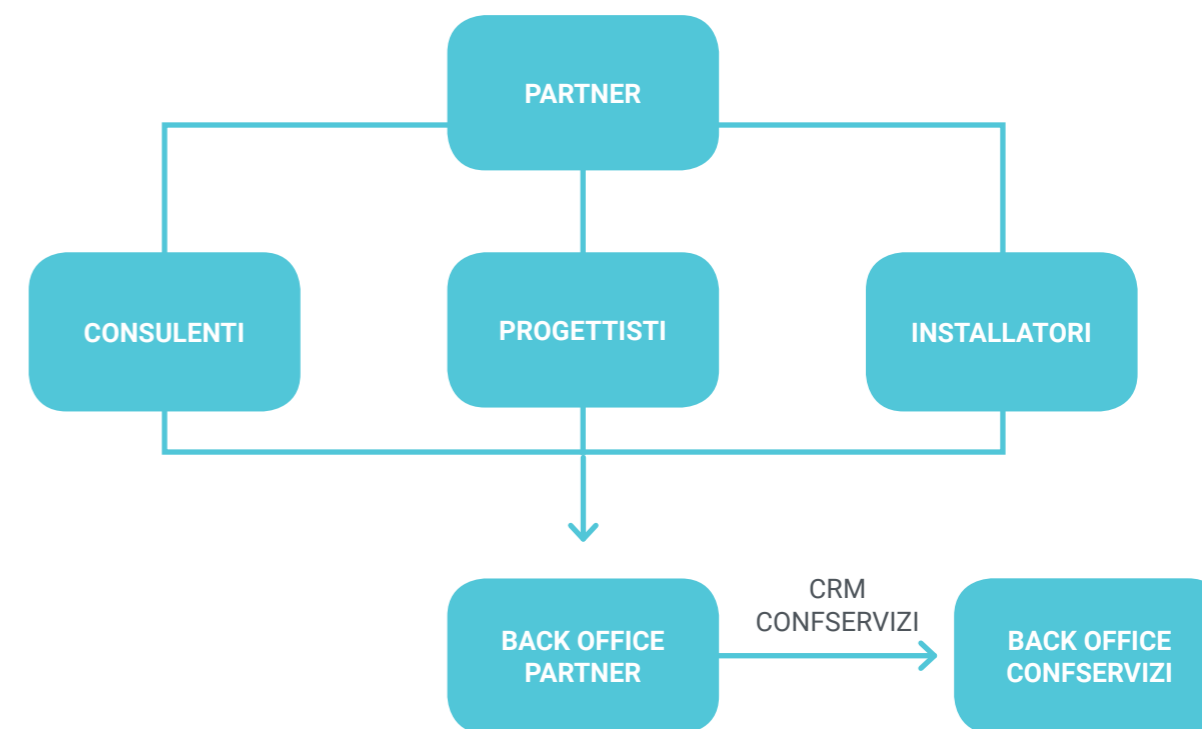 PARTNER
CONSULENTI
PROGETTISTI
INSTALLATORI
CRM
CONFSERVIZI
BACK OFFICE
PARTNER
BACK OFFICE
CONFSERVIZI